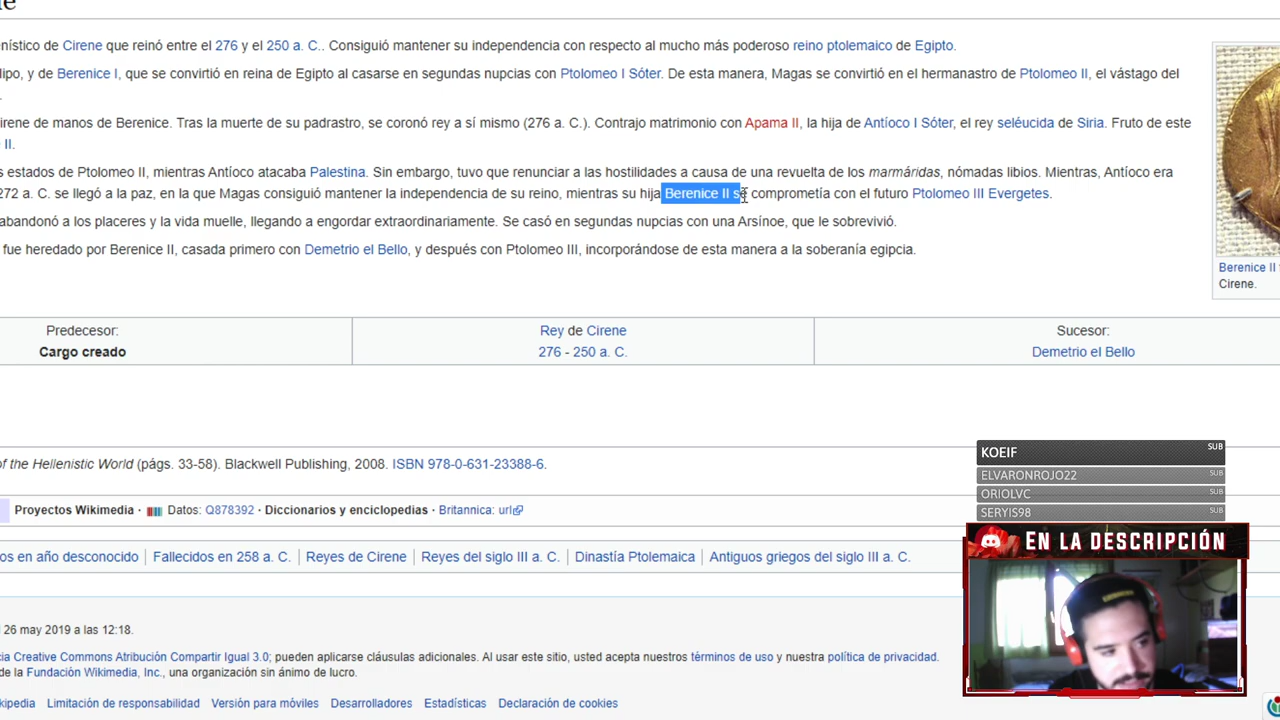 nístico de Cirene que reinó entre el 276 y el 250 a. C.. Consiguió mantener su independencia con respecto al mucho más poderoso reino ptolemaico de Egipto.
lipo, y de Berenice I, que se convirtió en reina de Egipto al casarse en segundas nupcias con Ptolomeo I Sóter. De esta manera, Magas se convirtió en el hermanastro de Ptolomeo II, el vástago del
.
irene de manos de Berenice. Tras la muerte de su padrastro, se coronó rey a sí mismo (276 a. C.). Contrajo matrimonio con Apama II, la hija de Antíoco I Sóter, el rey seléucida de Siria. Fruto de este
II.
s estados de Ptolomeo II, mientras Antíoco atacaba Palestina. Sin embargo, tuvo que renunciar a las hostilidades a causa de una revuelta de los marmáridas, nómadas libios. Mientras, Antíoco era
272 a. C. se llegó a la paz, en la que Magas consiguió mantener la independencia de su reino, mientras su hija Berenice II se comprometía con el futuro Ptolomeo III Evergetes.
abandonó a los placeres y la vida muelle, llegando a engordar extraordinariamente. Se casó en segundas nupcias con una Arsínoe, que le sobrevivió.
fue heredado por Berenice II, casada primero con Demetrio el Bello, y después con Ptolomeo III, incorporándose de esta manera a la soberanía egipcia.
Berenice II
Cirene.
Predecesor:
Cargo creado
Rey de Cirene
276 - 250 a. C.
Sucesor:
Demetrio el Bello
of the Hellenistic World (págs. 33-58). Blackwell Publishing, 2008. ISBN 978-0-631-23388-6.
Proyectos Wikimedia · Datos: Q878392 · Diccionarios y enciclopedias · Britannica: url
os en año desconocido | Fallecidos en 258 a. C. | Reyes de Cirene | Reyes del siglo III a. C. | Dinastía Ptolemaica | Antiguos griegos del siglo III a. C.
KOEIF SUB
ELVARONROJO22 SUB
ORIOLVC SUB
SERYIS98 SUB
EN LA DESCRIPCIÓN
26 may 2019 a las 12:18.
cia Creative Commons Atribución Compartir Igual 3.0; pueden aplicarse cláusulas adicionales. Al usar este sitio, usted acepta nuestros términos de uso y nuestra política de privacidad.
de la Fundación Wikimedia, Inc., una organización sin ánimo de lucro.
kipedia Limitación de responsabilidad Versión para móviles Desarrolladores Estadísticas Declaración de cookies